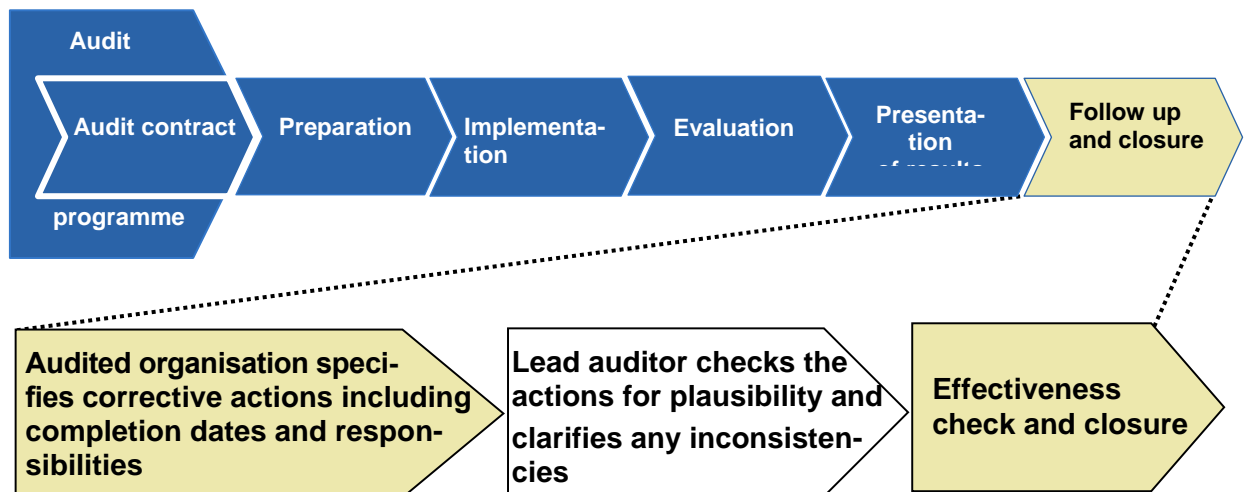 Audit
Audit contract
programme
Preparation
Implementa-
tion
Evaluation
Presenta-
tion
of results
Follow up
and closure
Audited organisation speci-
fies corrective actions including
completion dates and respon-
sibilities
Lead auditor checks the
actions for plausibility and
clarifies any inconsisten-
cies
Effectiveness
check and closure